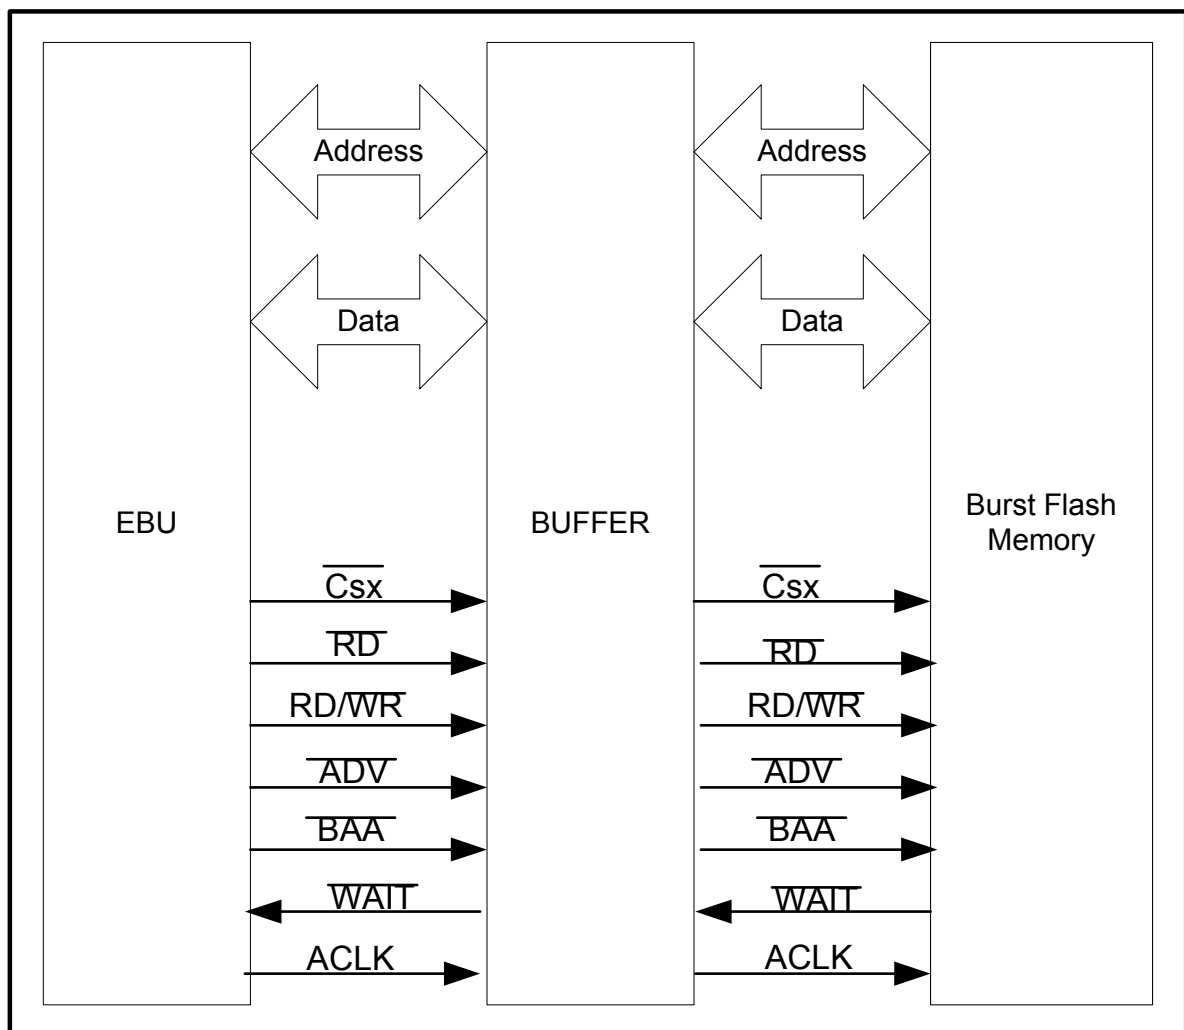 Address
Address
Data
Data
EBU
BUFFER
Burst Flash
Memory
Csx
Csx
RD
RD
RD/WR
RD/WR
ADV
ADV
BAA
BAA
WAIT
WAIT
ACLK
ACLK